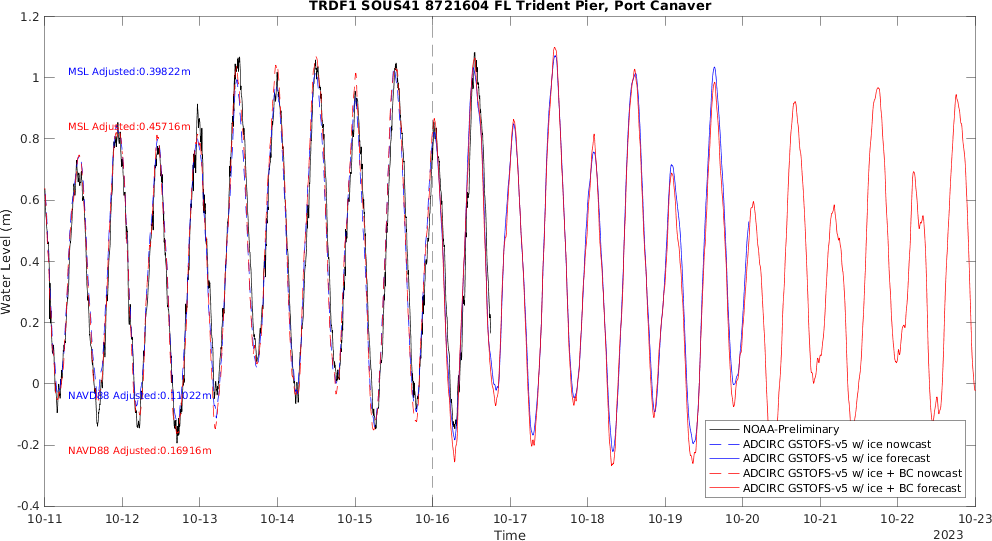 TRDF1 SOUS41 8721604 FL Trident Pier, Port Canaver
1.2
1
0.8
0.6
0.4
0.2
0
-0.2
-0.4
Water Level (m)
MSL Adjusted:0.39822m
MSL Adjusted:0.45716m
NAVD88 Adjusted:0.11022m
NAVD88 Adjusted:0.16916m
NOAA-Preliminary
ADCIRC GSTOFS-v5 w/ ice nowcast
ADCIRC GSTOFS-v5 w/ ice forecast
ADCIRC GSTOFS-v5 w/ ice + BC nowcast
ADCIRC GSTOFS-v5 w/ ice + BC forecast
10-11 10-12 10-13 10-14 10-15 10-16 10-17 10-18 10-19 10-20 10-21 10-22 10-23
Time
2023